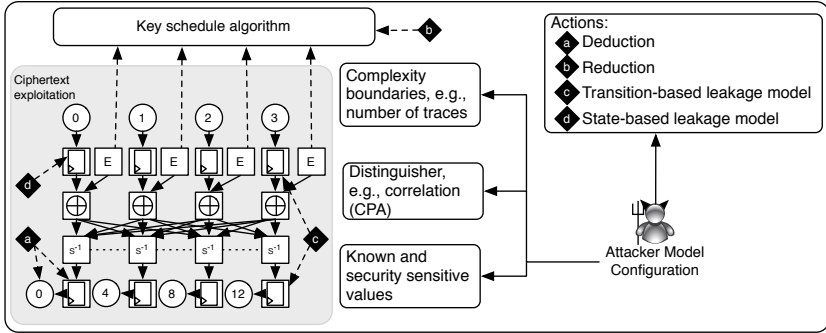 Key schedule algorithm
b
Actions:
a Deduction
b Reduction
c Transition-based leakage model
d State-based leakage model
Ciphertext
exploitation
0 1 2 3
E E E E
d
s⁻¹ s⁻¹ s⁻¹ s⁻¹
a c
0 4 8 12
Complexity
boundaries, e.g.,
number of traces
Distinguisher,
e.g., correlation
(CPA)
Known and
security sensitive
values
Attacker Model
Configuration